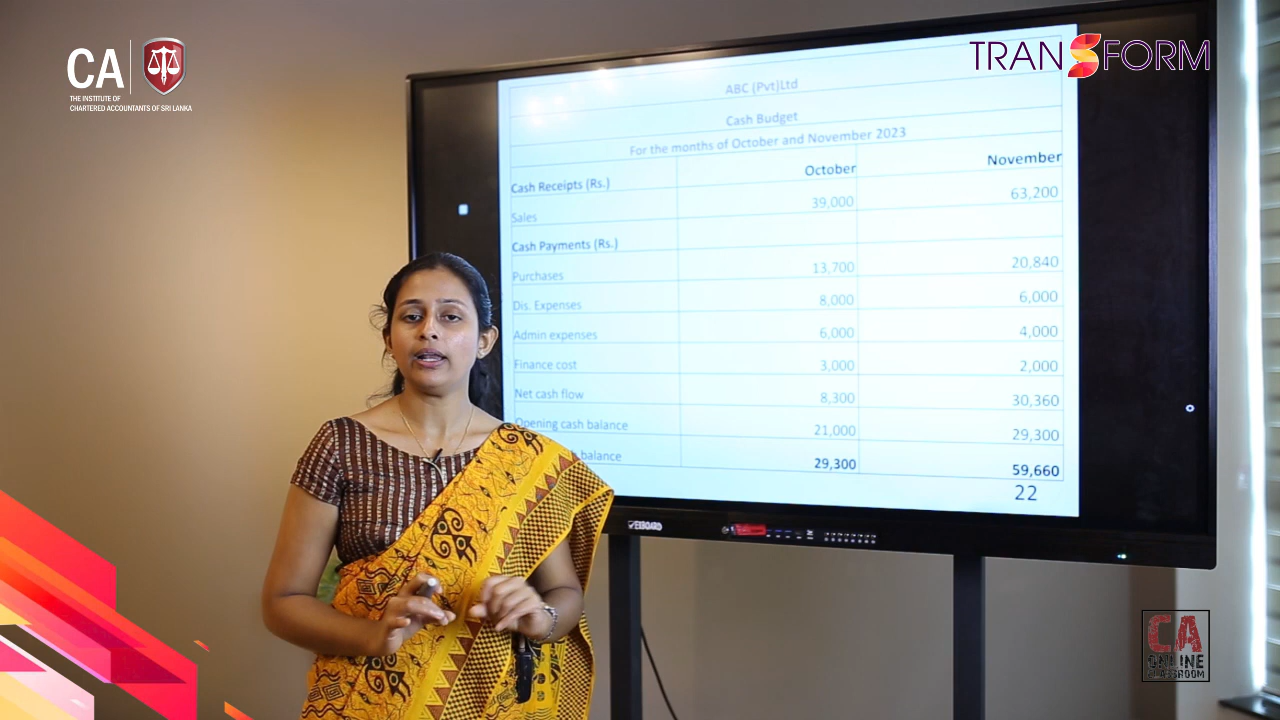 CA
THE INSTITUTE OF
CHARTERED ACCOUNTANTS OF SRI LANKA
TRANSFORM
ABC (Pvt)Ltd
Cash Budget
For the months of October and November 2023
Cash Receipts (Rs.) October November
Sales 39,000 63,200
Cash Payments (Rs.)
Purchases 13,700 20,840
Dis. Expenses 8,000 6,000
Admin expenses 6,000 4,000
Finance cost 3,000 2,000
Net cash flow 8,300 30,360
Opening cash balance 21,000 29,300
balance 29,300 59,660
22
CA
ONLINE
CLASSROOM